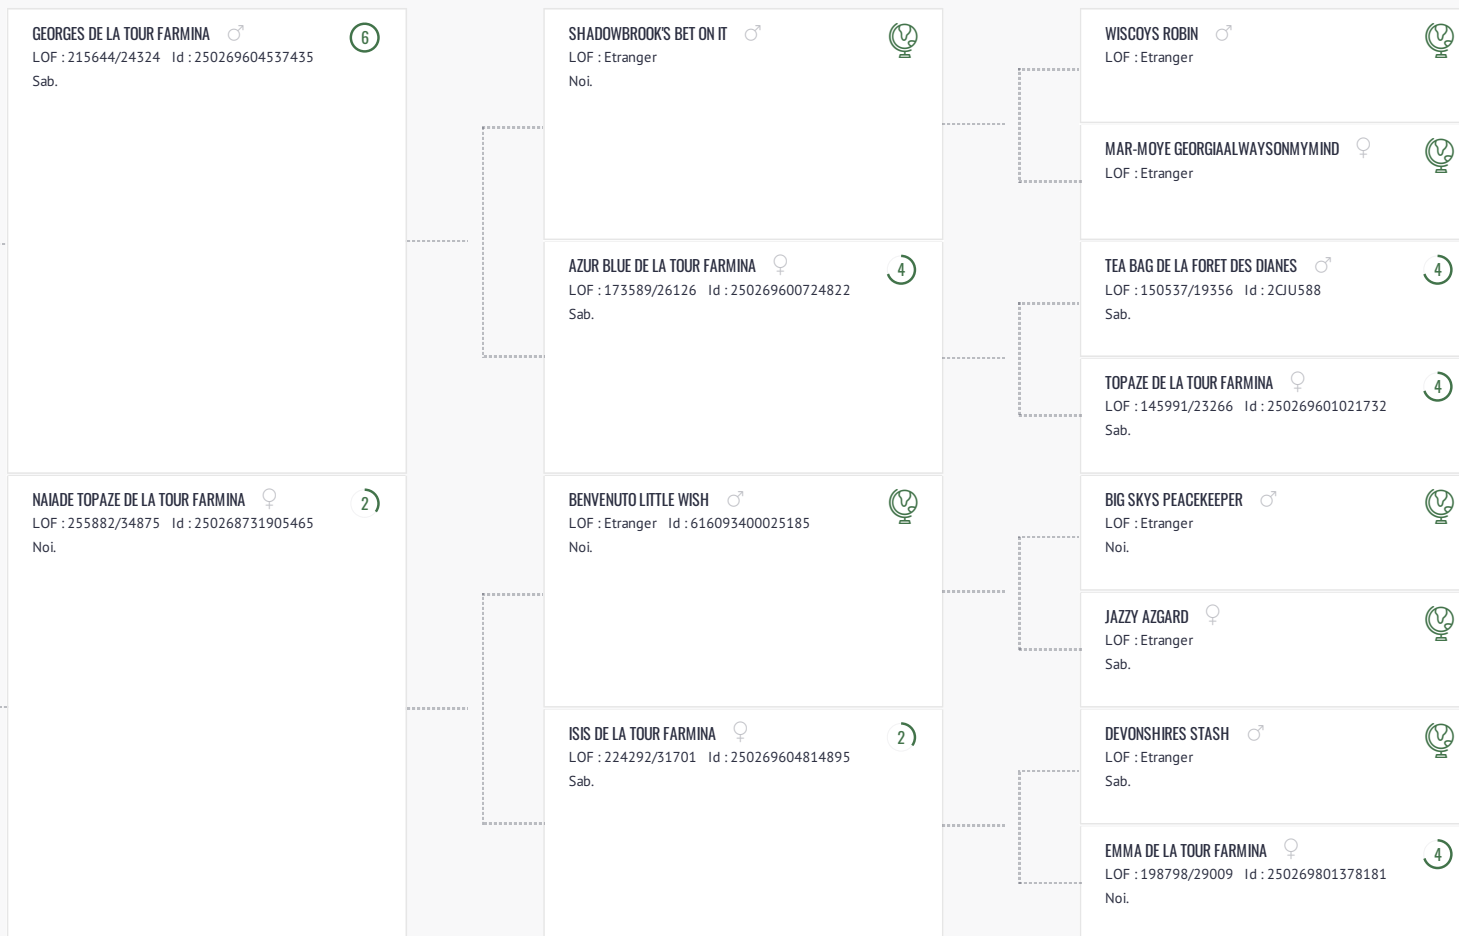 GEORGES DE LA TOUR FARMINA
6
LOF : 215644/24324 Id : 250269604537435
Sab.
NAIADE TOPAZE DE LA TOUR FARMINA
2
LOF : 255882/34875 Id : 250268731905465
Noi.
SHADOWBROOK'S BET ON IT
LOF : Etranger
Noi.
AZUR BLUE DE LA TOUR FARMINA
4
LOF : 173589/26126 Id : 250269600724822
Sab.
BENVENUTO LITTLE WISH
LOF : Etranger Id : 616093400025185
Noi.
ISIS DE LA TOUR FARMINA
2
LOF : 224292/31701 Id : 250269604814895
Sab.
WISCOYS ROBIN
LOF : Etranger
MAR-MOYE GEORGIAALWAYSONMYMIND
LOF : Etranger
TEA BAG DE LA FORET DES DIANES
4
LOF : 150537/19356 Id : 2CJU588
Sab.
TOPAZE DE LA TOUR FARMINA
4
LOF : 145991/23266 Id : 250269601021732
Sab.
BIG SKYS PEACEKEEPER
LOF : Etranger
Noi.
JAZZY AZGARD
LOF : Etranger
Sab.
DEVONSHIRES STASH
LOF : Etranger
Sab.
EMMA DE LA TOUR FARMINA
4
LOF : 198798/29009 Id : 250269801378181
Noi.